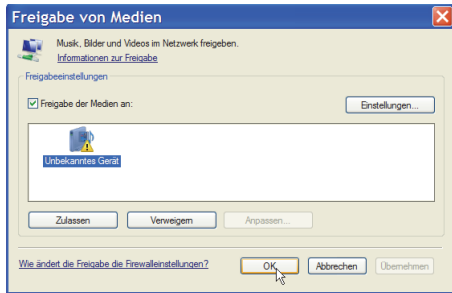 Freigabe von Medien
Musik, Bilder und Videos im Netzwerk freigeben.
Informationen zur Freigabe
Freigabeeinstellungen
Freigabe der Medien an:
Einstellungen...
Unbekanntes Gerät
Zulassen
Verweigern
Anpassen...
Wie ändert die Freigabe die Firewalleinstellungen?
OK
Abbrechen
Übernehmen